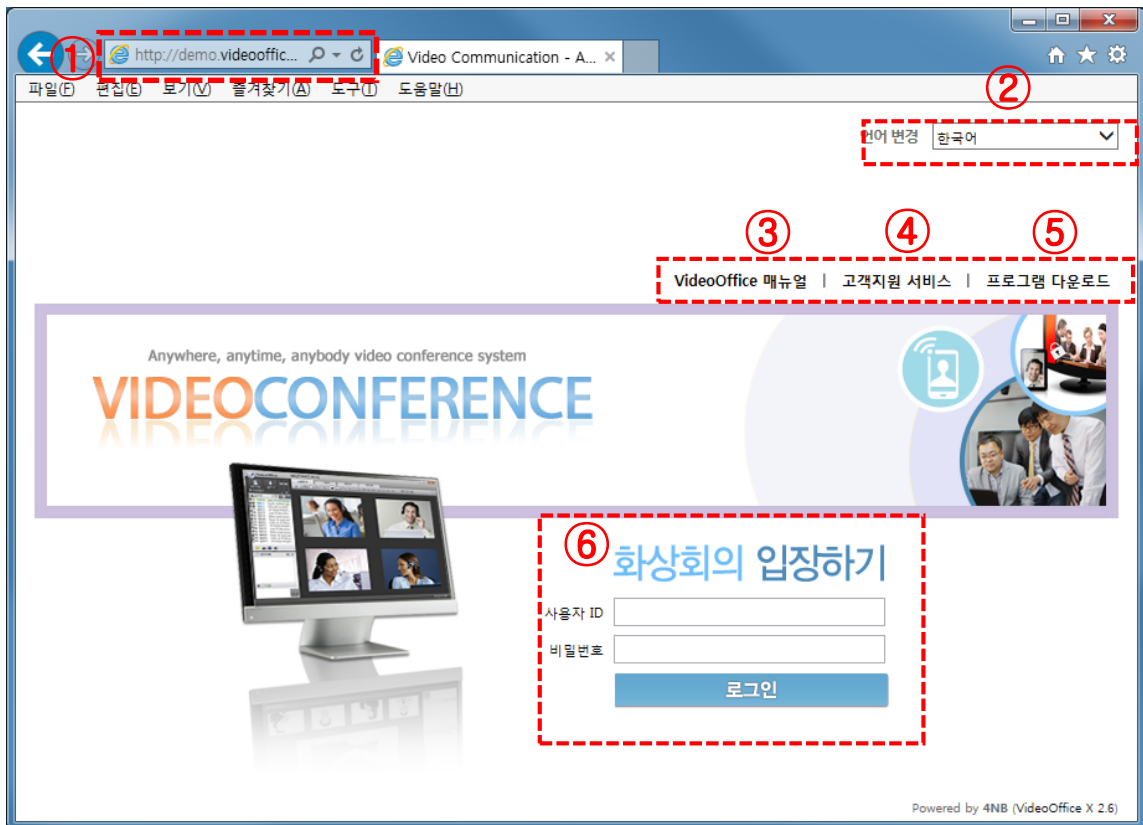 ①
http://demo.videooffic...
Video Communication - A...
파일(F) 편집(E) 보기(V) 즐겨찾기(A) 도구(T) 도움말(H)
②
언어 변경 한국어
③ ④ ⑤
VideoOffice 매뉴얼 | 고객지원 서비스 | 프로그램 다운로드
Anywhere, anytime, anybody video conference system
VIDEOCONFERENCE
⑥ 화상회의 입장하기
사용자 ID
비밀번호
로그인
Powered by 4NB (VideoOffice X 2.6)